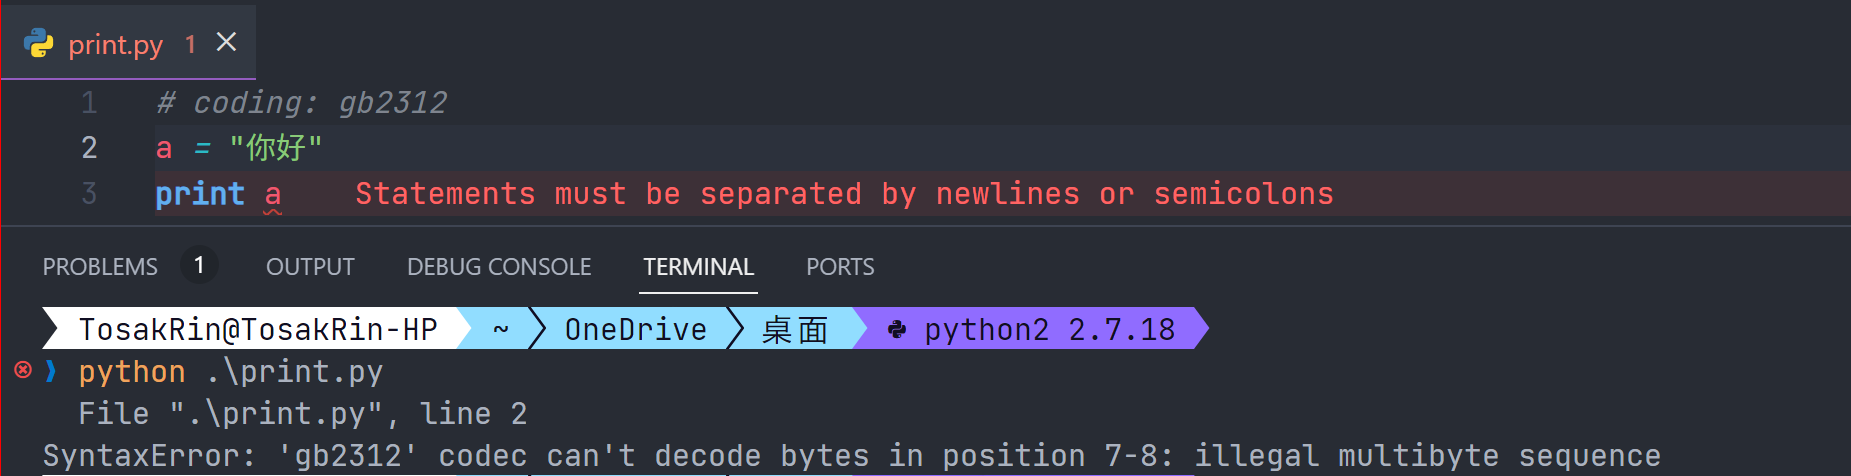 print.py 1
1 # coding: gb2312
2 a = "你好"
3 print a Statements must be separated by newlines or semicolons
PROBLEMS 1 OUTPUT DEBUG CONSOLE TERMINAL PORTS
TosakRin@TosakRin-HP ~ OneDrive 桌面 python2 2.7.18
❯ python .\print.py
File ".\print.py", line 2
SyntaxError: 'gb2312' codec can't decode bytes in position 7-8: illegal multibyte sequence